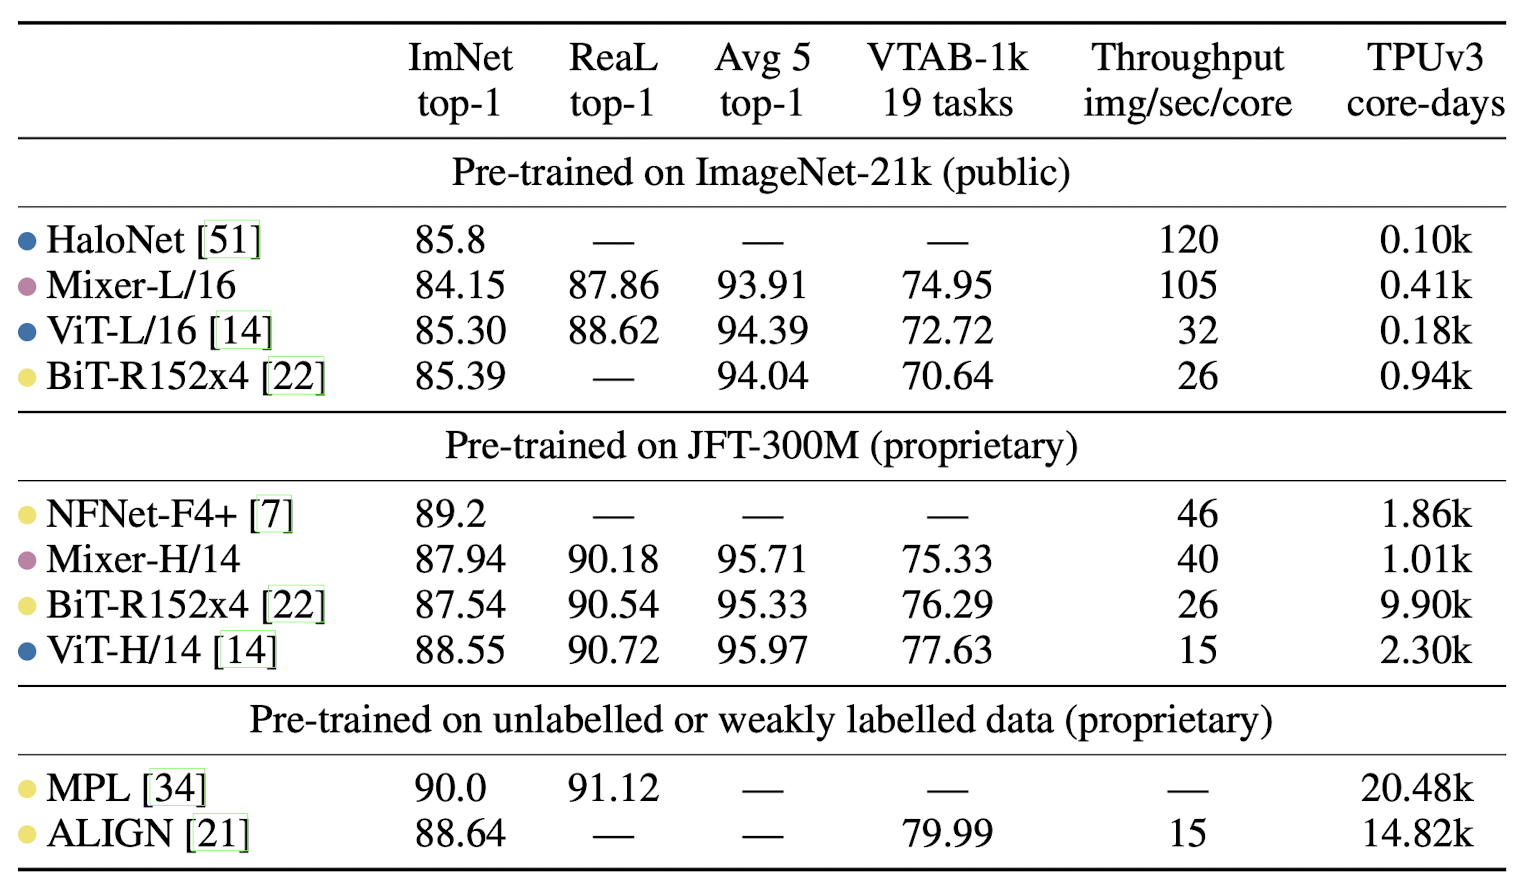 ImNet ReaL Avg 5 VTAB-1k Throughput TPUv3
top-1 top-1 top-1 19 tasks img/sec/core core-days
Pre-trained on ImageNet-21k (public)
HaloNet [51] 85.8 — — — 120 0.10k
Mixer-L/16 84.15 87.86 93.91 74.95 105 0.41k
ViT-L/16 [14] 85.30 88.62 94.39 72.72 32 0.18k
BiT-R152x4 [22] 85.39 — 94.04 70.64 26 0.94k
Pre-trained on JFT-300M (proprietary)
NFNet-F4+ [7] 89.2 — — — 46 1.86k
Mixer-H/14 87.94 90.18 95.71 75.33 40 1.01k
BiT-R152x4 [22] 87.54 90.54 95.33 76.29 26 9.90k
ViT-H/14 [14] 88.55 90.72 95.97 77.63 15 2.30k
Pre-trained on unlabelled or weakly labelled data (proprietary)
MPL [34] 90.0 91.12 — — — 20.48k
ALIGN [21] 88.64 — — 79.99 15 14.82k